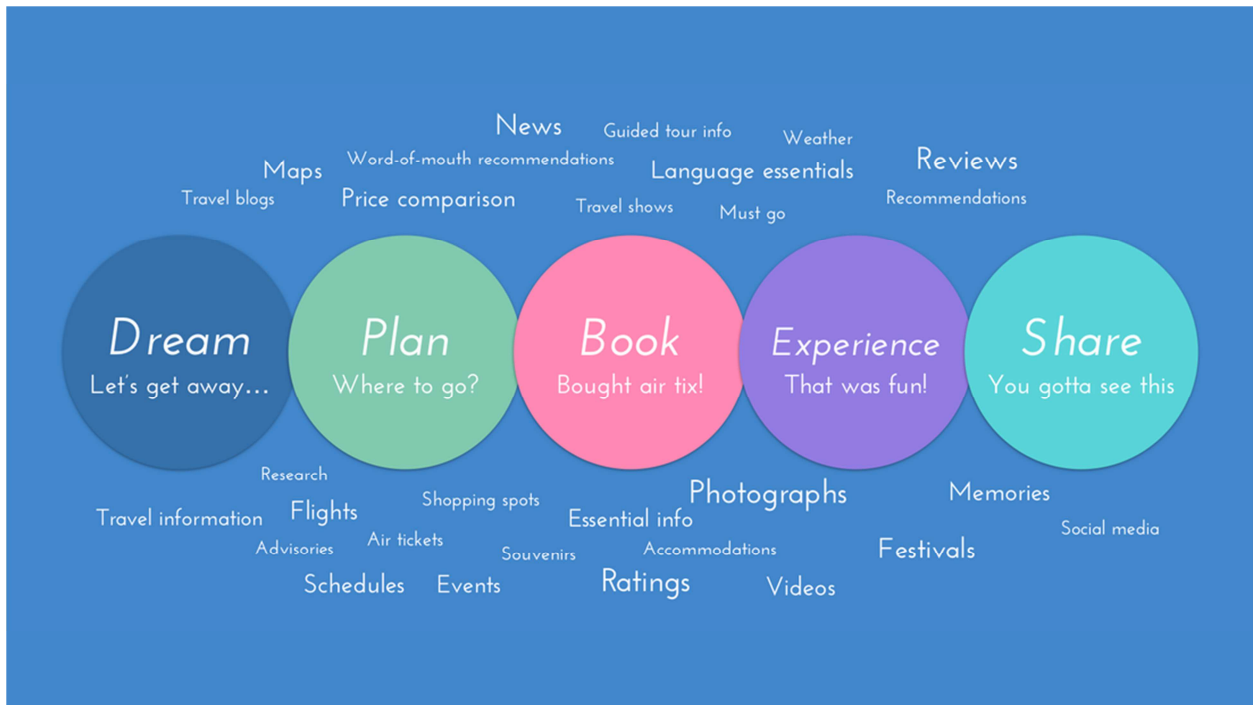 News
Guided tour info
Weather
Maps
Word-of-mouth recommendations
Language essentials
Reviews
Travel blogs
Price comparison
Travel shows
Must go
Recommendations
Dream
Let's get away...
Plan
Where to go?
Book
Bought air tix!
Experience
That was fun!
Share
You gotta see this
Research
Travel information
Flights
Shopping spots
Essential info
Photographs
Memories
Advisories
Air tickets
Souvenirs
Accommodations
Festivals
Social media
Schedules
Events
Ratings
Videos